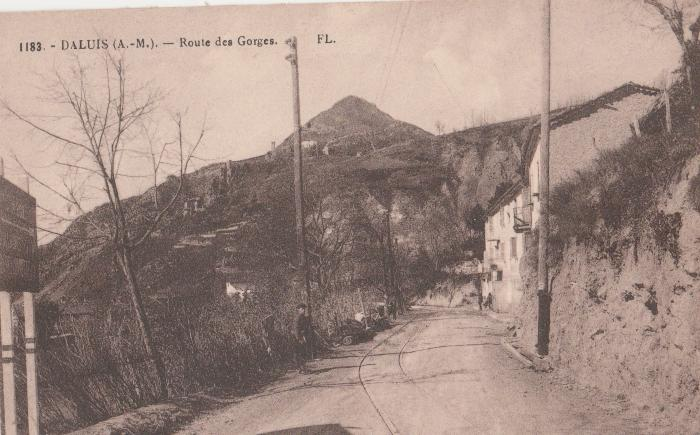 1183. - DALUIS (A.-M.). — Route des Gorges. FL.